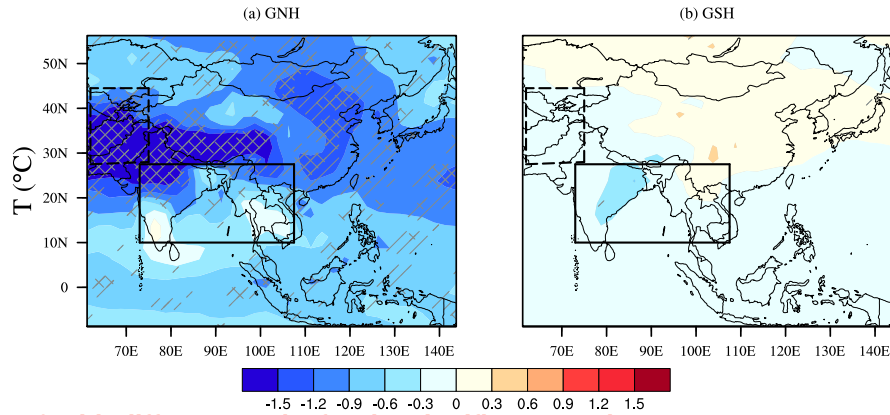 (a) GNH
(b) GSH
T (°C)
50N
40N
30N
20N
10N
0
70E 80E 90E 100E 110E 120E 130E 140E
70E 80E 90E 100E 110E 120E 130E 140E
-1.5 -1.2 -0.9 -0.6 -0.3 0 0.3 0.6 0.9 1.2 1.5